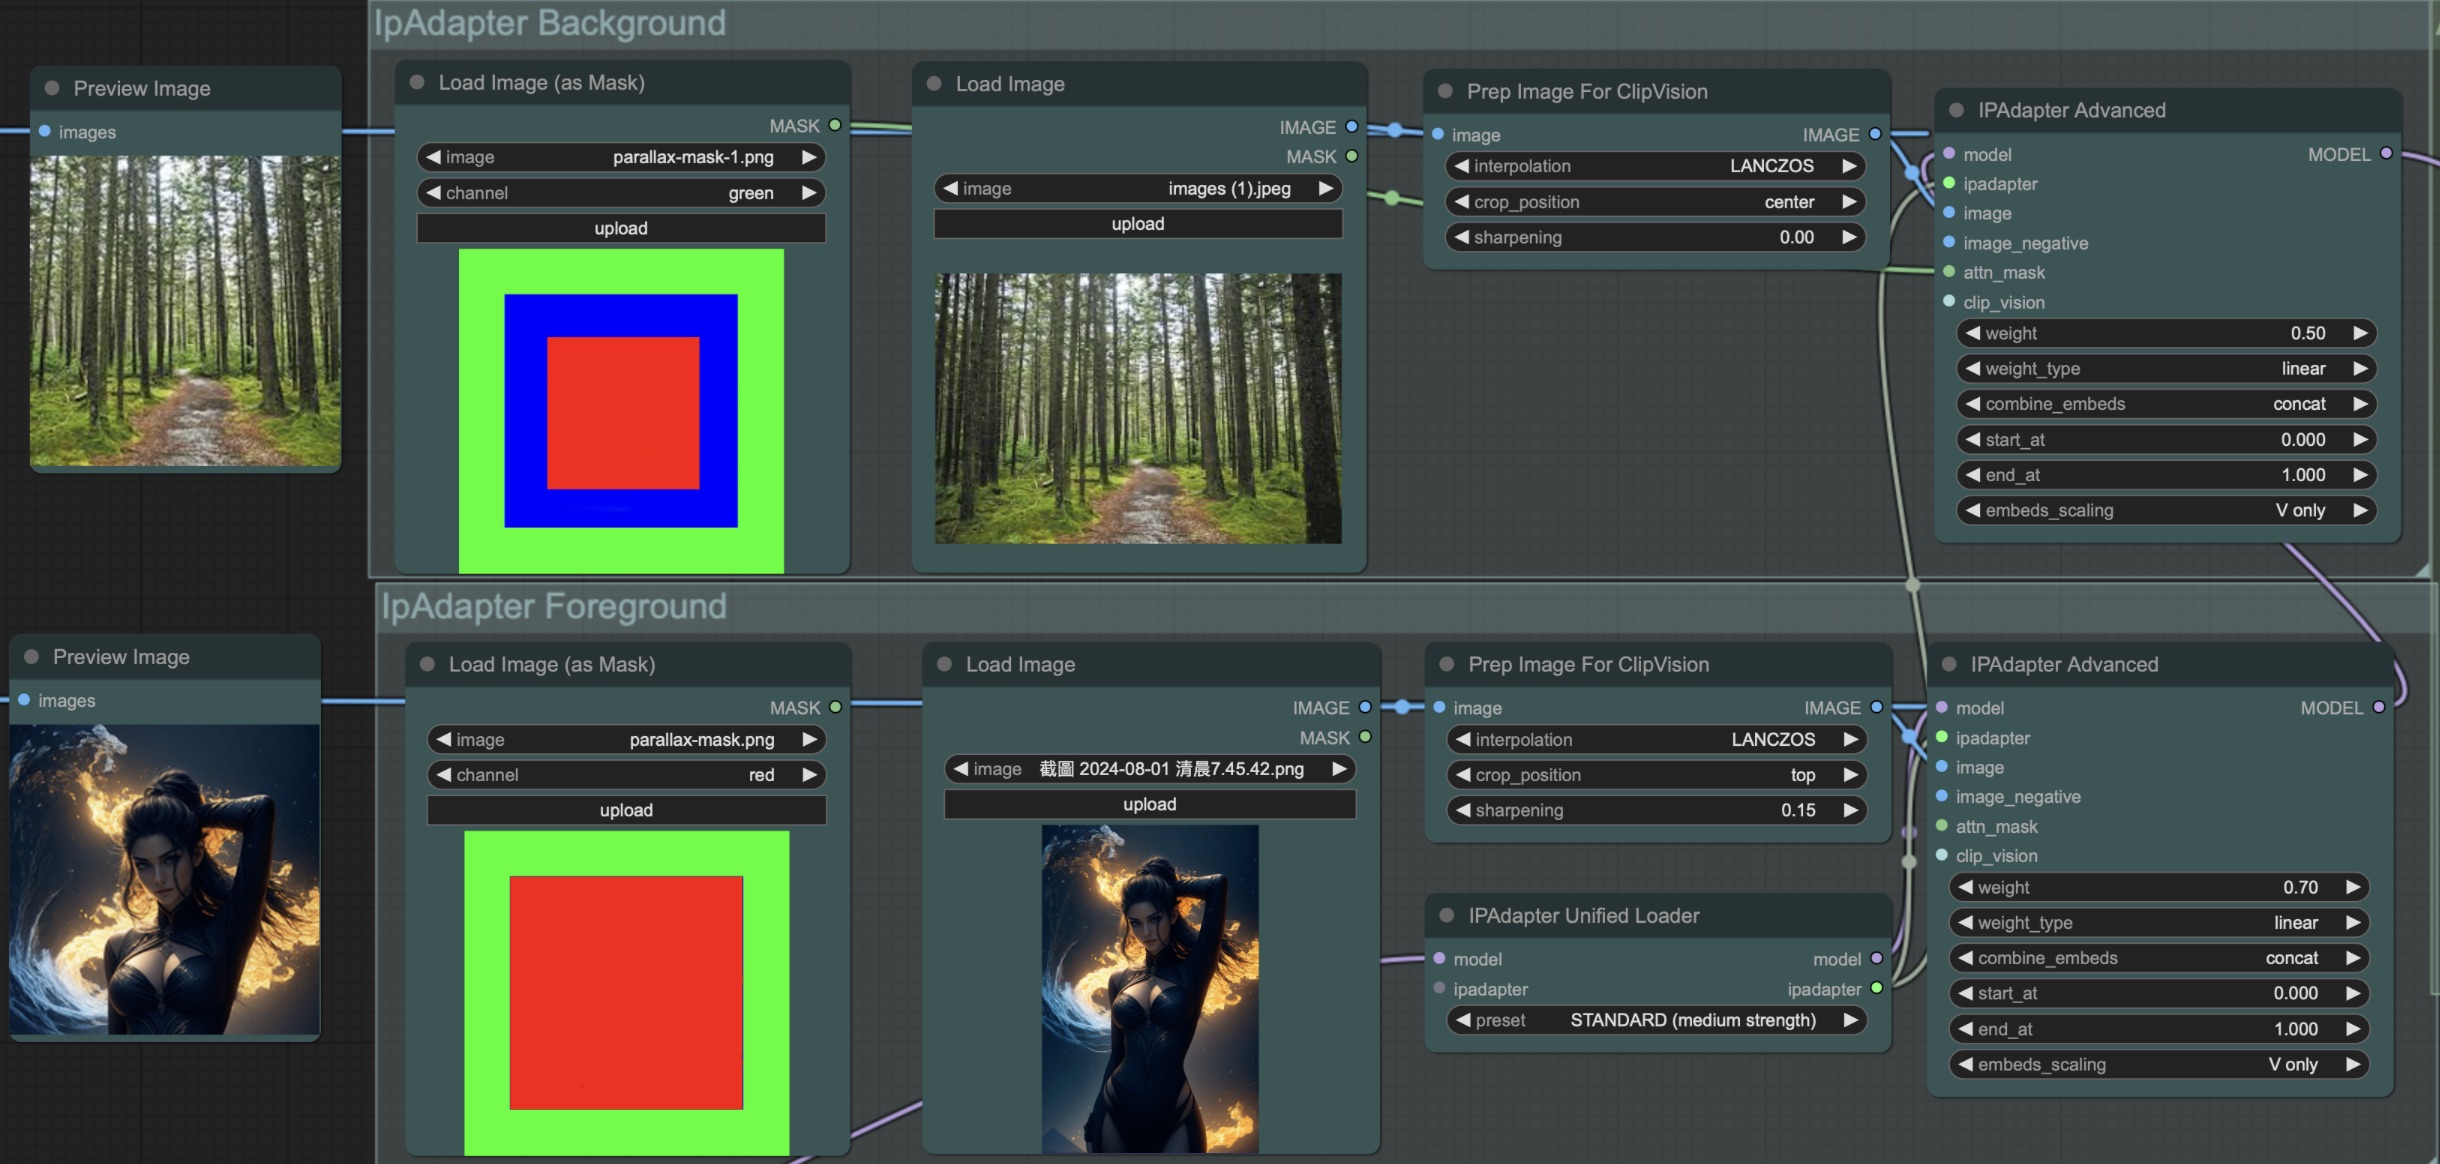 IpAdapter Background
Preview Image
images
Load Image (as Mask)
MASK
image parallax-mask-1.png
channel green
upload
Load Image
IMAGE
MASK
image images (1).jpeg
upload
Prep Image For ClipVision
image IMAGE
interpolation LANCZOS
crop_position center
sharpening 0.00
IPAdapter Advanced
model MODEL
ipadapter
image
image_negative
attn_mask
clip_vision
weight 0.50
weight_type linear
combine_embeds concat
start_at 0.000
end_at 1.000
embeds_scaling V only
IpAdapter Foreground
Preview Image
images
Load Image (as Mask)
MASK
image parallax-mask.png
channel red
upload
Load Image
IMAGE
MASK
image 截圖 2024-08-01 清晨7.45.42.png
upload
Prep Image For ClipVision
image IMAGE
interpolation LANCZOS
crop_position top
sharpening 0.15
IPAdapter Unified Loader
model model
ipadapter ipadapter
preset STANDARD (medium strength)
IPAdapter Advanced
model MODEL
ipadapter
image
image_negative
attn_mask
clip_vision
weight 0.70
weight_type linear
combine_embeds concat
start_at 0.000
end_at 1.000
embeds_scaling V only